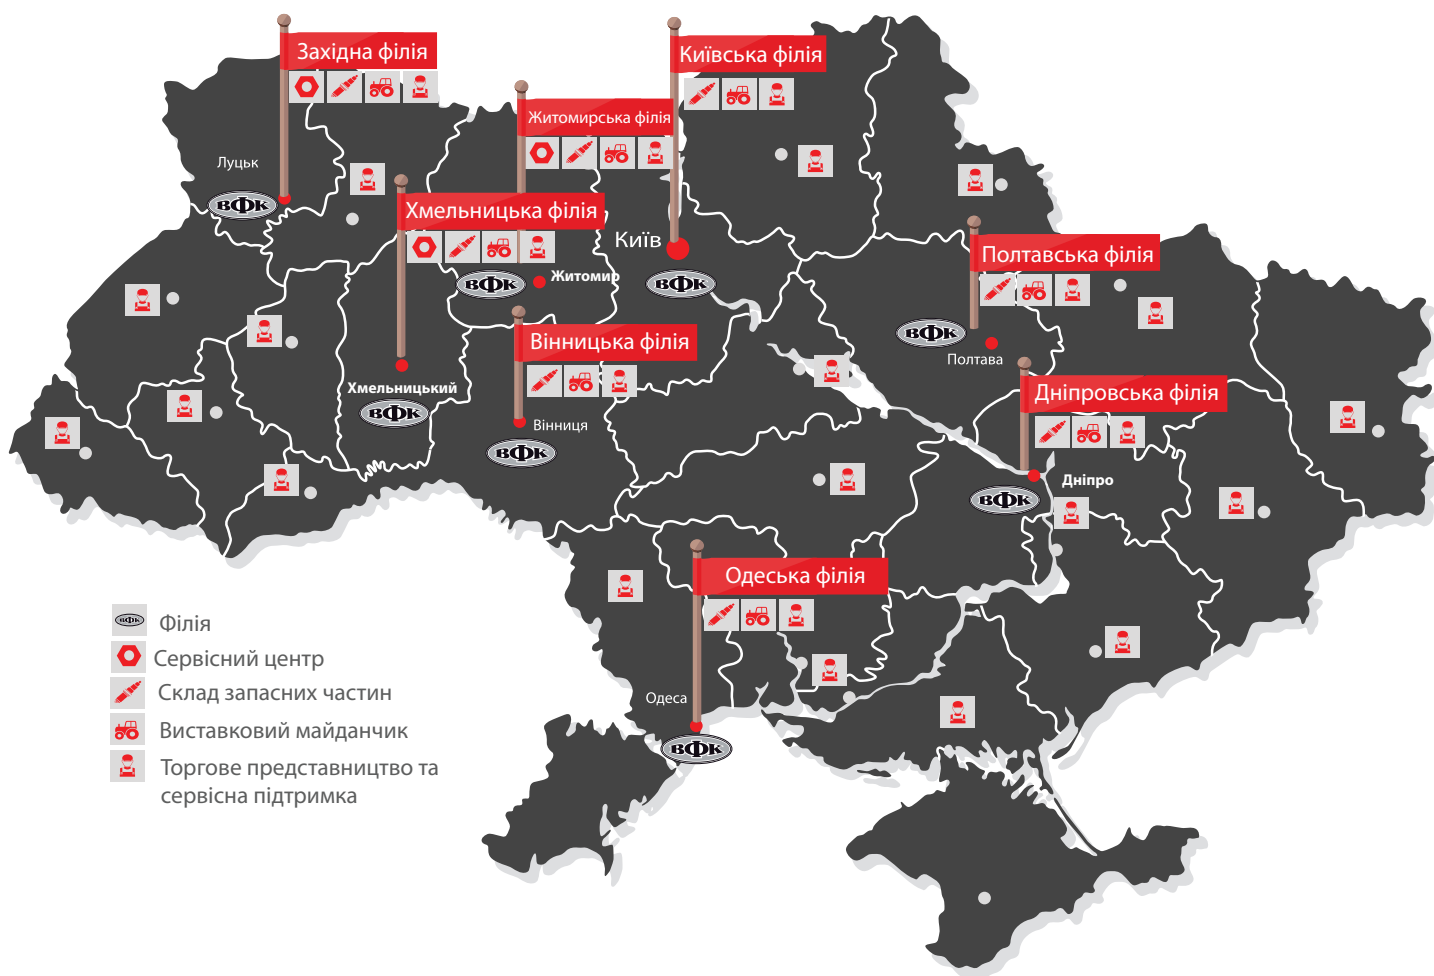 Західна філія
Київська філія
Житомирська філія
Луцьк
ВФК
Хмельницька філія
Київ
Полтавська філія
Житомир
ВФК
ВФК
Вінницька філія
ВФК
Полтава
Хмельницький
ВФК
Дніпровська філія
Вінниця
ВФК
Дніпро
ВФК
Одеська філія
Одеса
ВФК
ВФК Філія
Сервісний центр
Склад запасних частин
Виставковий майданчик
Торгове представництво та
сервісна підтримка